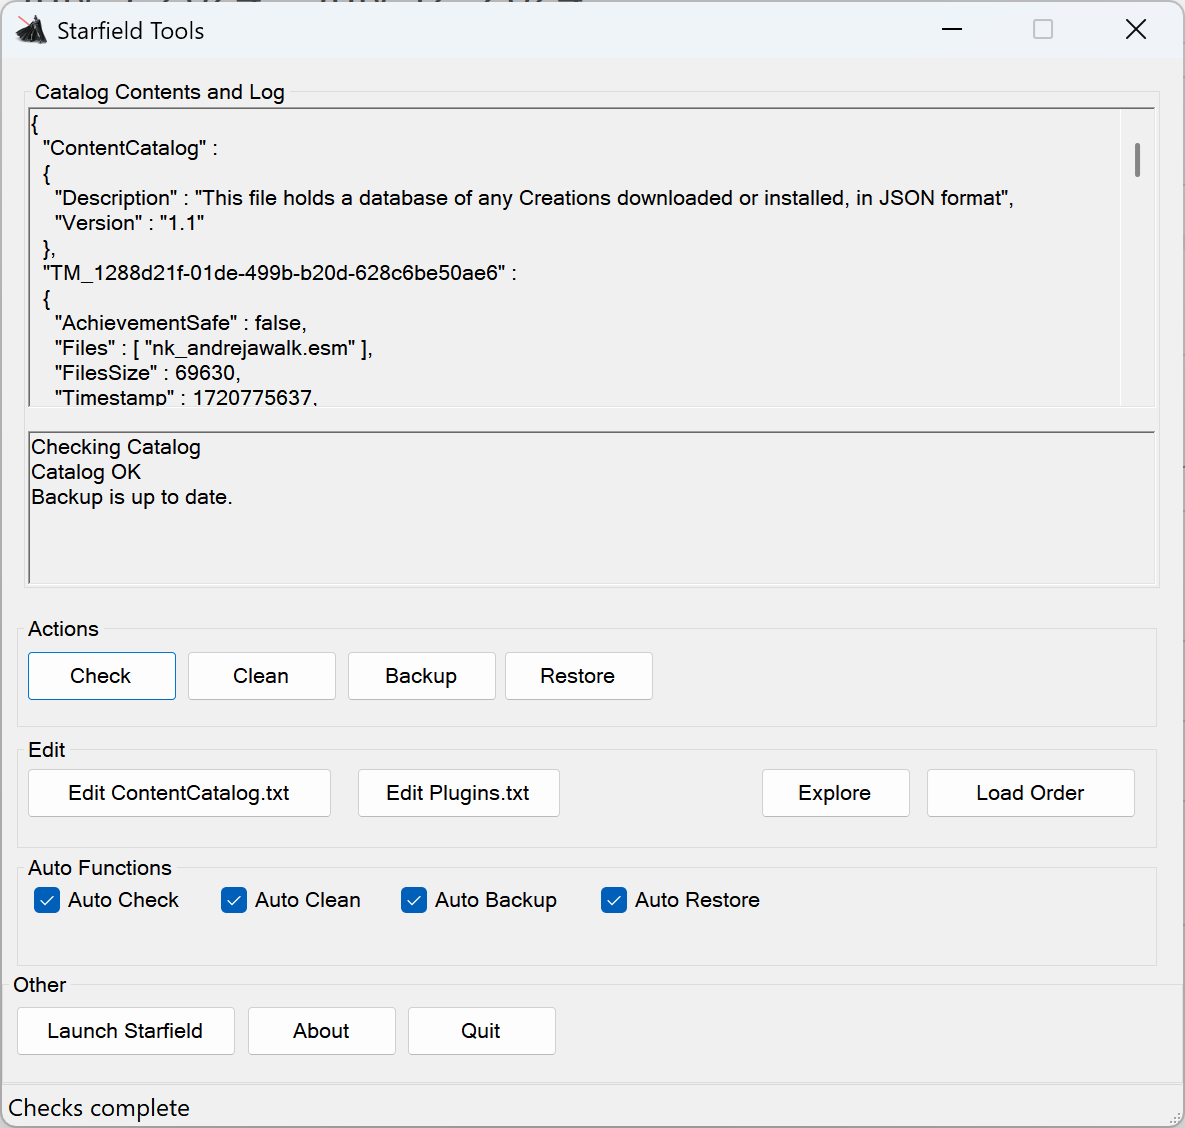 Starfield Tools
Catalog Contents and Log
{
"ContentCatalog" :
{
"Description" : "This file holds a database of any Creations downloaded or installed, in JSON format",
"Version" : "1.1"
},
"TM_1288d21f-01de-499b-b20d-628c6be50ae6" :
{
"AchievementSafe" : false,
"Files" : [ "nk_andrejawalk.esm" ],
"FilesSize" : 69630,
"Timestamp" : 1720775637,
Checking Catalog
Catalog OK
Backup is up to date.
Actions
Check Clean Backup Restore
Edit
Edit ContentCatalog.txt Edit Plugins.txt Explore Load Order
Auto Functions
Auto Check Auto Clean Auto Backup Auto Restore
Other
Launch Starfield About Quit
Checks complete